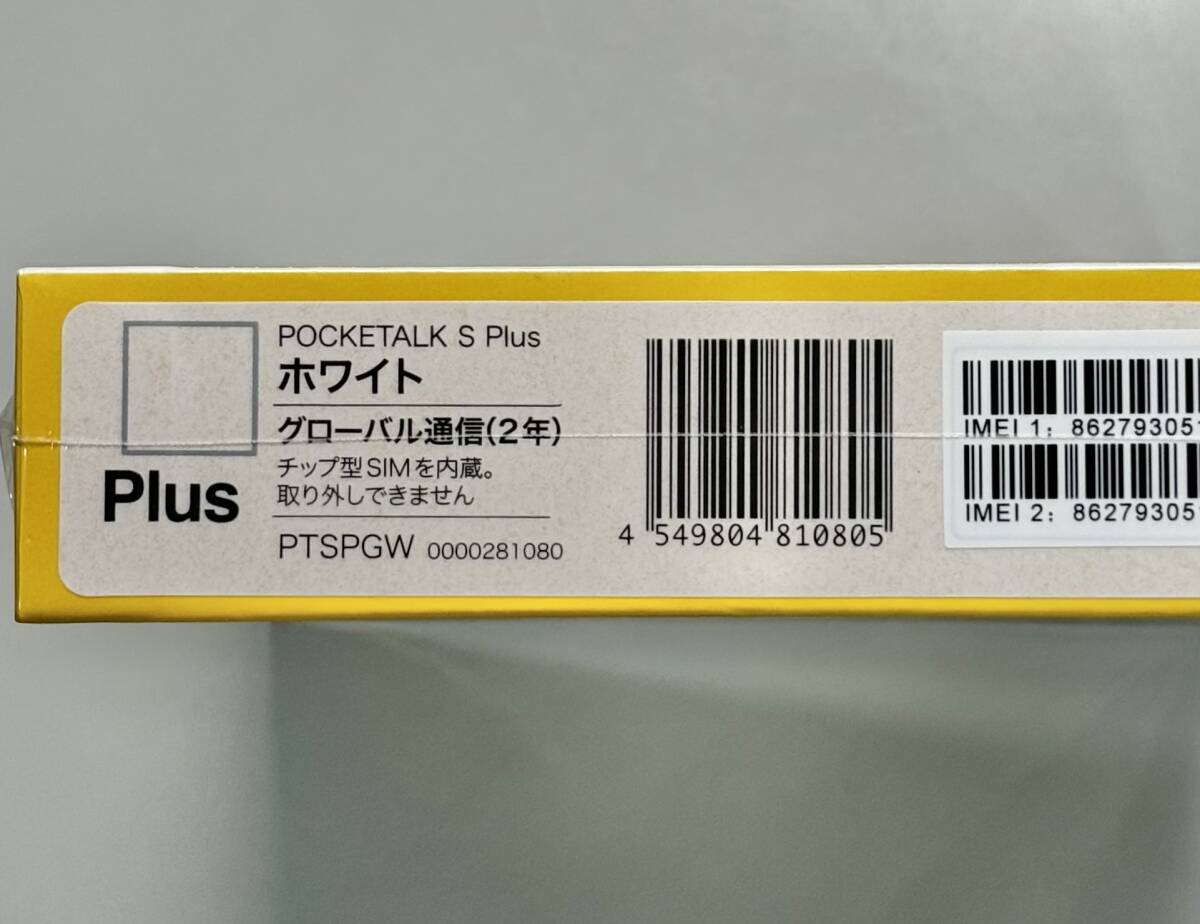 POCKETALK S Plus
ホワイト
グローバル通信(2年)
チップ型SIMを内蔵。
取り外しできません
Plus
PTSPGW 0000281080
4 549804 810805
IMEI 1: 86279305
IMEI 2: 86279305